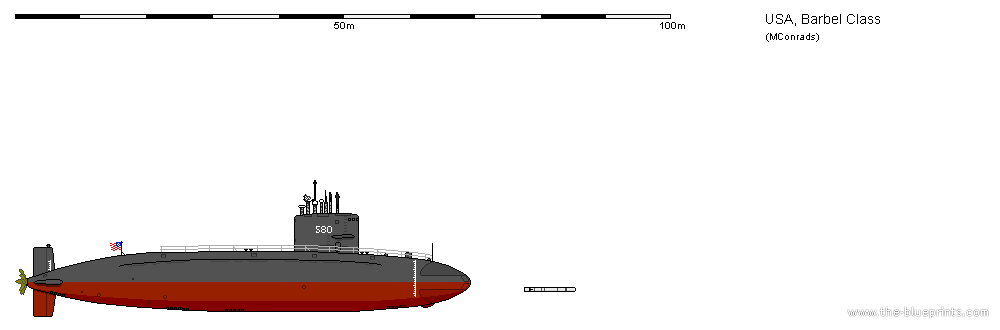 50m
100m
USA, Barbel Class
(MConrads)
580
www.the-blueprints.com